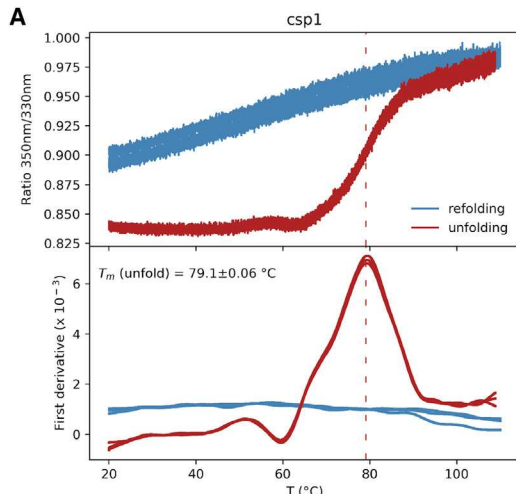 A
csp1
1.000
0.975
0.950
0.925
0.900
0.875
0.850
0.825
Ratio 350nm/330nm
refolding
unfolding
T_m (unfold) = 79.1±0.06 °C
6
4
2
0
First derivative (x 10⁻³)
20 40 60 80 100
T (°C)